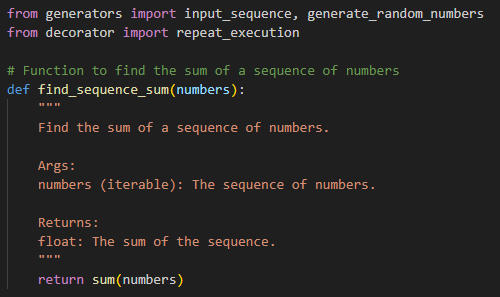 from generators import input_sequence, generate_random_numbers
from decorator import repeat_execution

# Function to find the sum of a sequence of numbers
def find_sequence_sum(numbers):
    """
    Find the sum of a sequence of numbers.

    Args:
    numbers (iterable): The sequence of numbers.

    Returns:
    float: The sum of the sequence.
    """
    return sum(numbers)